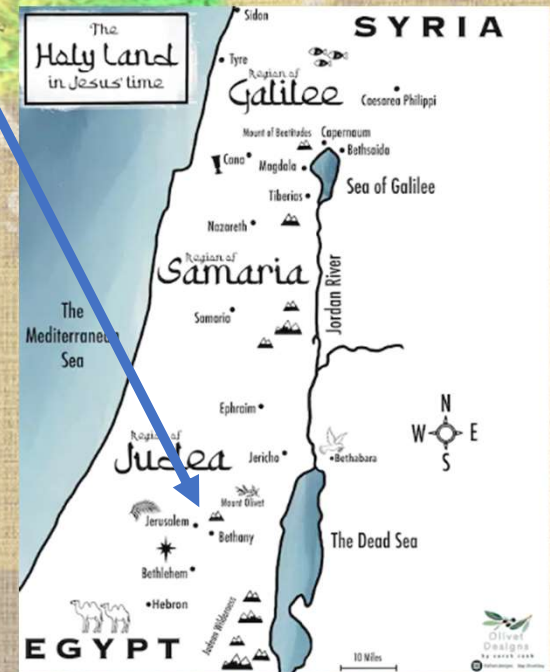 The
Holy Land
in Jesus' time
Sidon
SYRIA
Tyre
Region of
Galilee
Caesarea Philippi
Mount of Beatitudes
Capernaum
Bethsaida
Cana
Magdala
Sea of Galilee
Tiberias
Nazareth
Region of
Samaria
Jordan River
The
Mediterranean
Sea
Samaria
Ephraim
N
W E
S
Region of
Judea
Jericho
Bethabara
Mount Olivet
Jerusalem
Bethany
The Dead Sea
Bethlehem
Hebron
Judean Wilderness
EGYPT
10 Miles
Olivet
Designs